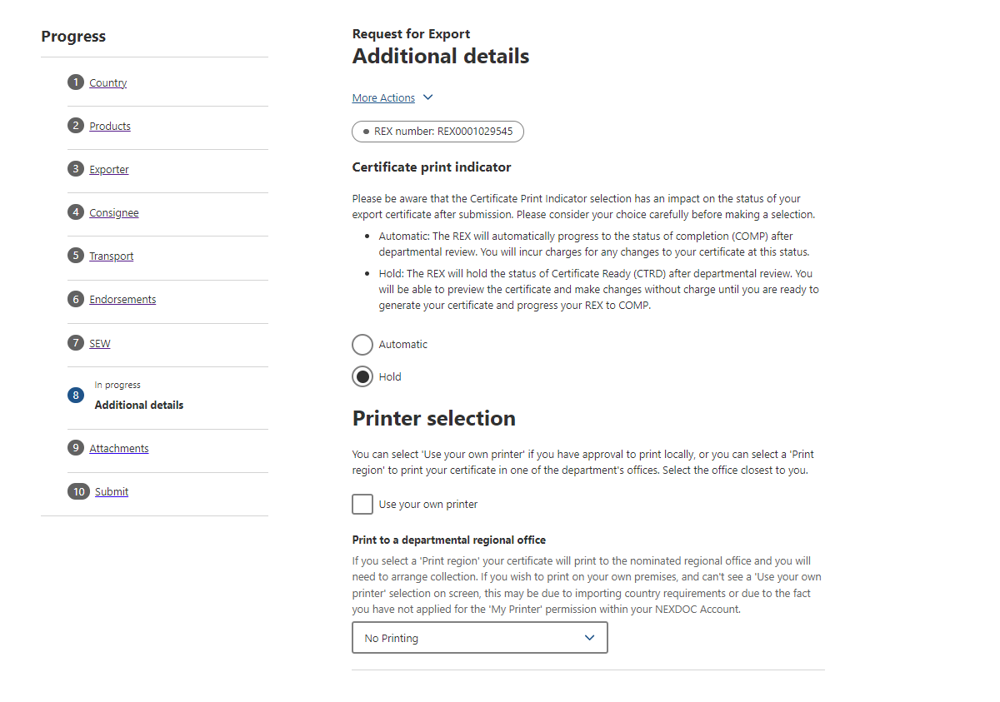 Progress
1 Country
2 Products
3 Exporter
4 Consignee
5 Transport
6 Endorsements
7 SEW
In progress
8 Additional details
9 Attachments
10 Submit
Request for Export
Additional details
More Actions
REX number: REX0001029545
Certificate print indicator
Please be aware that the Certificate Print Indicator selection has an impact on the status of your
export certificate after submission. Please consider your choice carefully before making a selection.
• Automatic: The REX will automatically progress to the status of completion (COMP) after
departmental review. You will incur charges for any changes to your certificate at this status.
• Hold: The REX will hold the status of Certificate Ready (CTRD) after departmental review. You
will be able to preview the certificate and make changes without charge until you are ready to
generate your certificate and progress your REX to COMP.
Automatic
Hold
Printer selection
You can select 'Use your own printer' if you have approval to print locally, or you can select a 'Print
region' to print your certificate in one of the department's offices. Select the office closest to you.
Use your own printer
Print to a departmental regional office
If you select a 'Print region' your certificate will print to the nominated regional office and you will
need to arrange collection. If you wish to print on your own premises, and can't see a 'Use your own
printer' selection on screen, this may be due to importing country requirements or due to the fact
you have not applied for the 'My Printer' permission within your NEXDOC Account.
No Printing